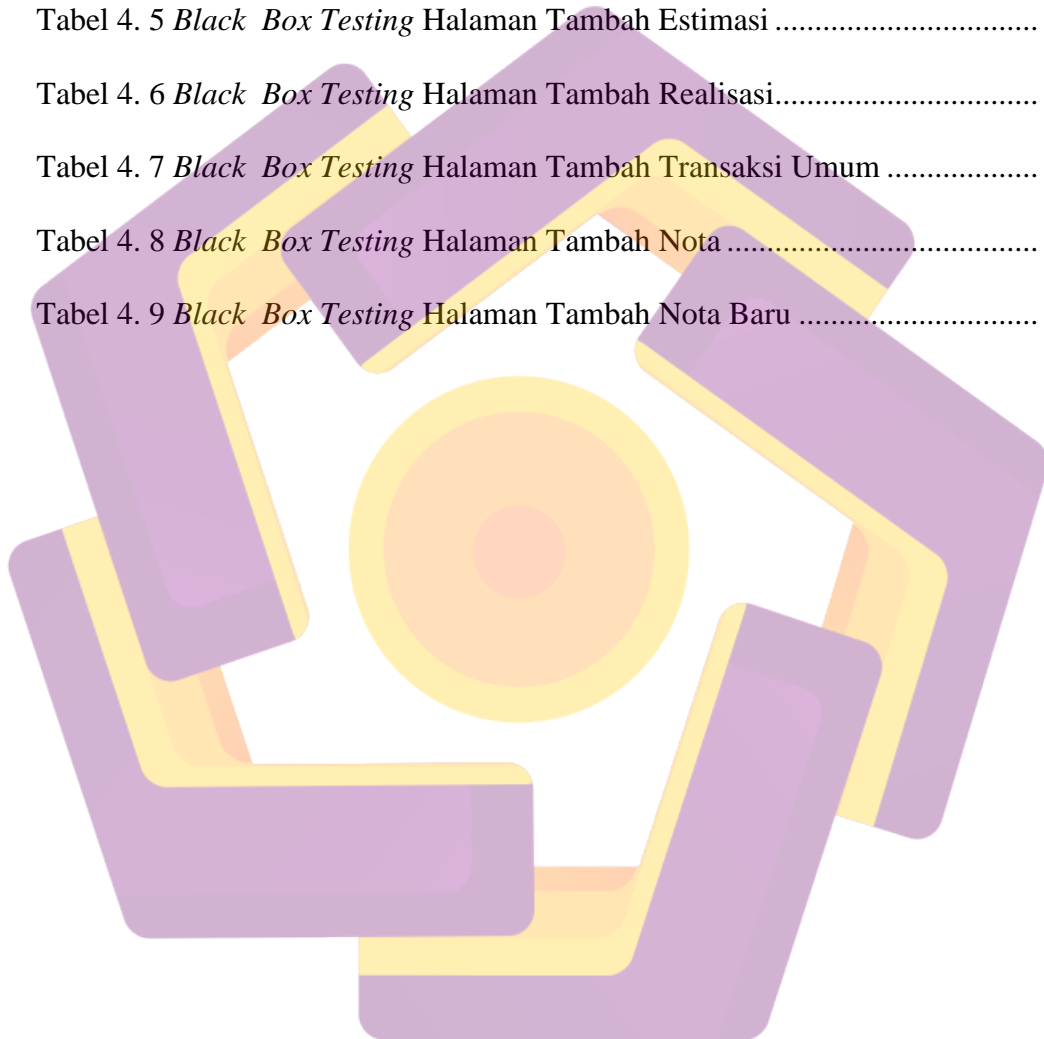 Tabel 4. 5 Black Box Testing Halaman Tambah Estimasi ..............................
Tabel 4. 6 Black Box Testing Halaman Tambah Realisasi..............................
Tabel 4. 7 Black Box Testing Halaman Tambah Transaksi Umum .................
Tabel 4. 8 Black Box Testing Halaman Tambah Nota ...................................
Tabel 4. 9 Black Box Testing Halaman Tambah Nota Baru ...........................